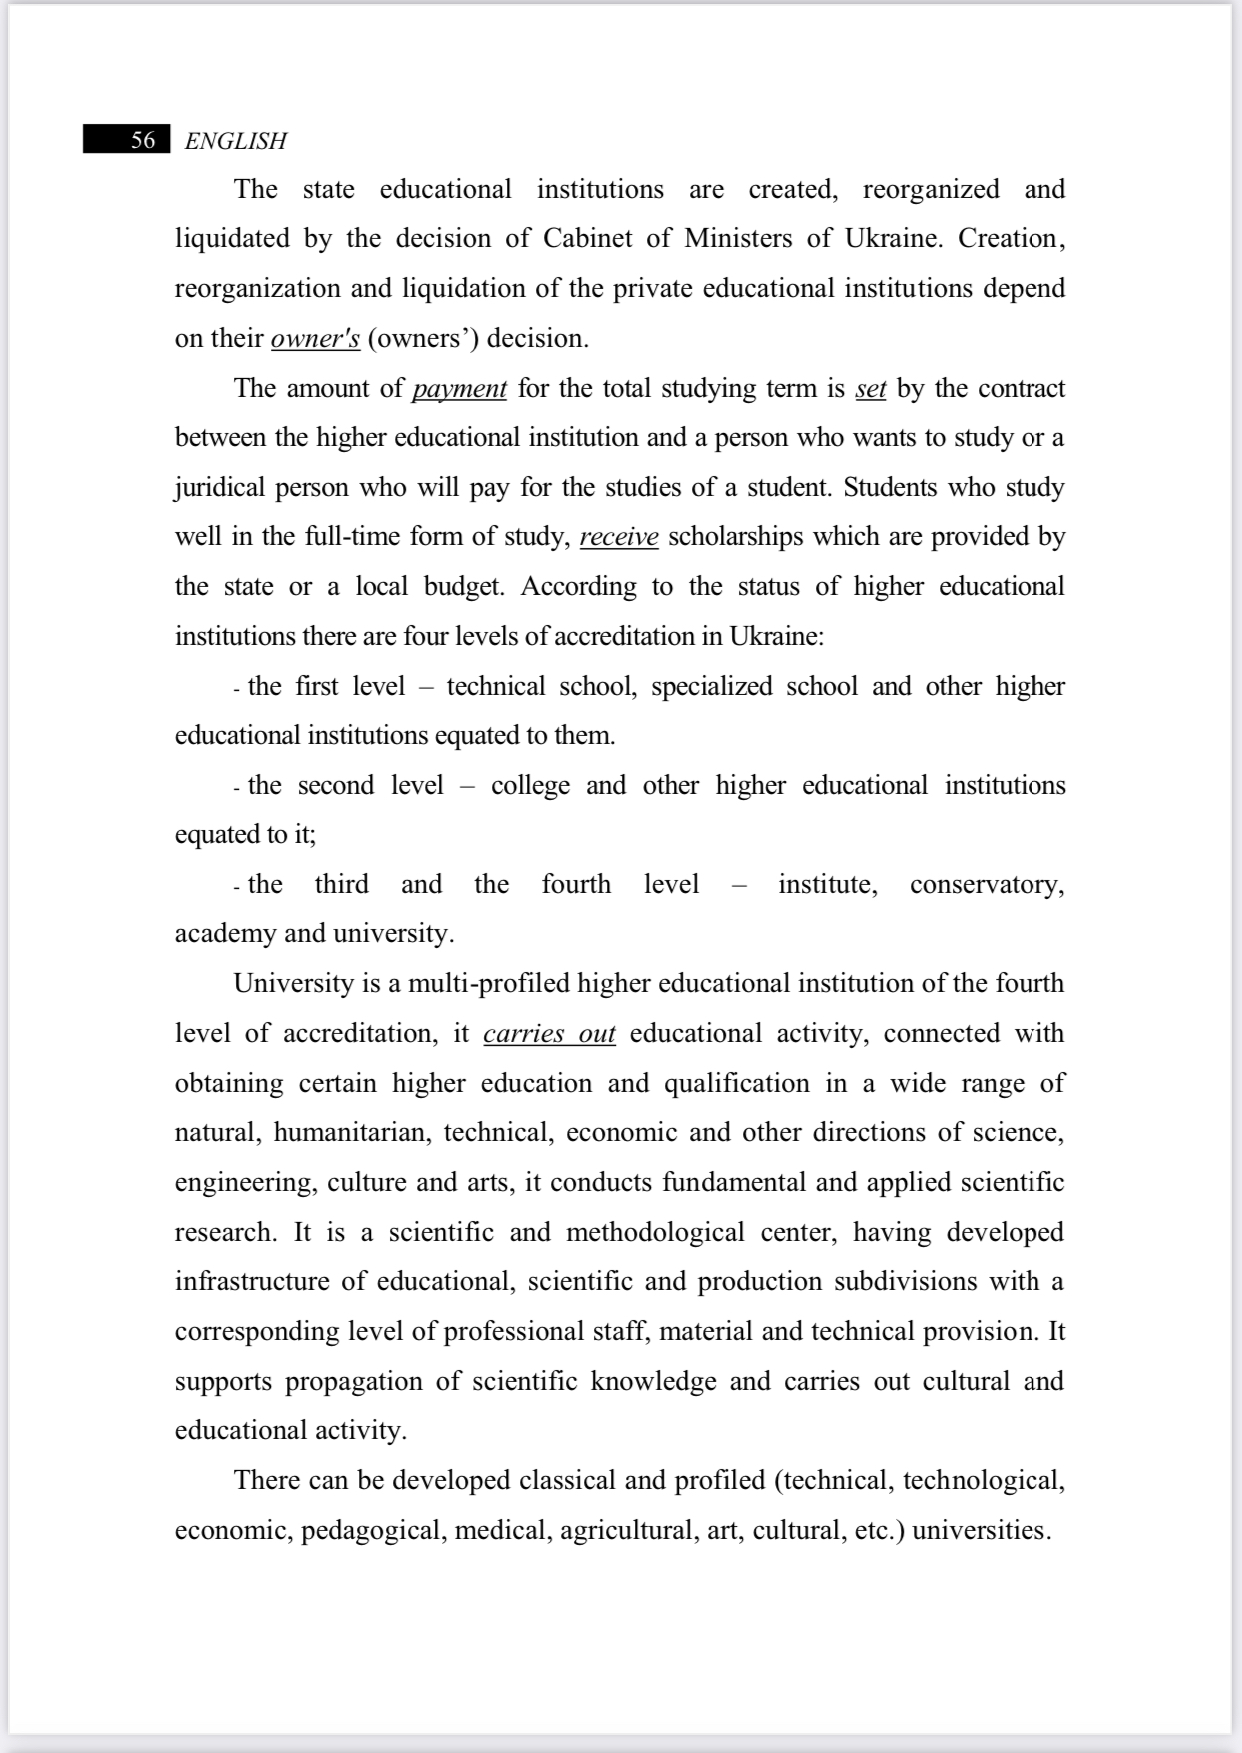 56 ENGLISH
The state educational institutions are created, reorganized and
liquidated by the decision of Cabinet of Ministers of Ukraine. Creation,
reorganization and liquidation of the private educational institutions depend
on their owner's (owners’) decision.
The amount of payment for the total studying term is set by the contract
between the higher educational institution and a person who wants to study or a
juridical person who will pay for the studies of a student. Students who study
well in the full-time form of study, receive scholarships which are provided by
the state or a local budget. According to the status of higher educational
institutions there are four levels of accreditation in Ukraine:
- the first level – technical school, specialized school and other higher
educational institutions equated to them.
- the second level – college and other higher educational institutions
equated to it;
- the third and the fourth level – institute, conservatory,
academy and university.
University is a multi-profiled higher educational institution of the fourth
level of accreditation, it carries out educational activity, connected with
obtaining certain higher education and qualification in a wide range of
natural, humanitarian, technical, economic and other directions of science,
engineering, culture and arts, it conducts fundamental and applied scientific
research. It is a scientific and methodological center, having developed
infrastructure of educational, scientific and production subdivisions with a
corresponding level of professional staff, material and technical provision. It
supports propagation of scientific knowledge and carries out cultural and
educational activity.
There can be developed classical and profiled (technical, technological,
economic, pedagogical, medical, agricultural, art, cultural, etc.) universities.